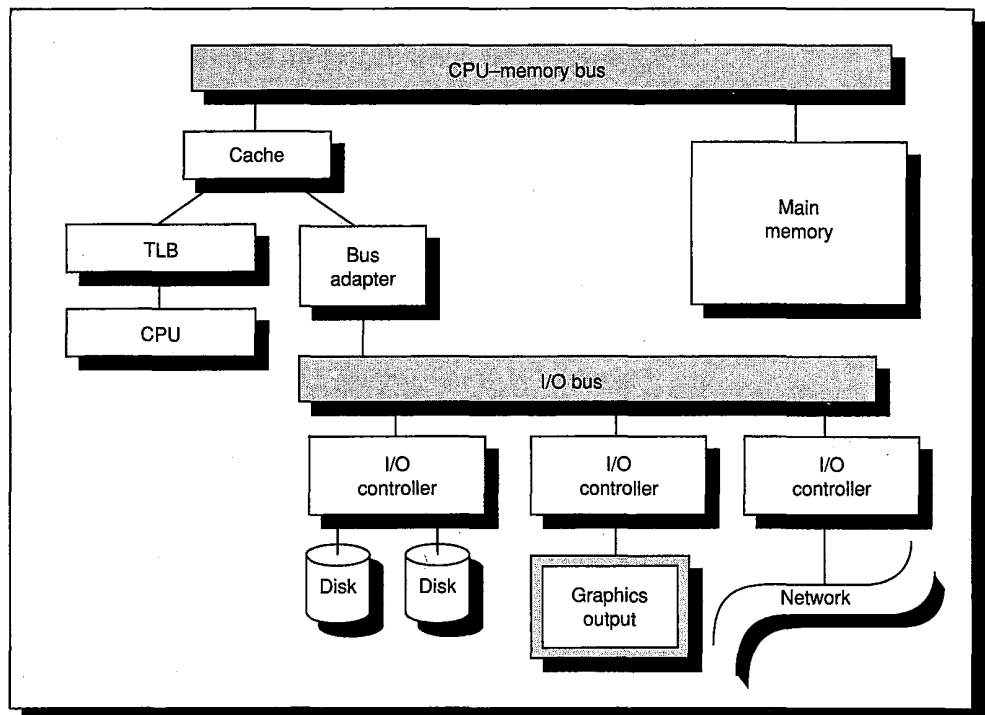 CPU–memory bus
Cache
Main
memory
TLB
Bus
adapter
CPU
I/O bus
I/O
controller
I/O
controller
I/O
controller
Disk
Disk
Graphics
output
Network